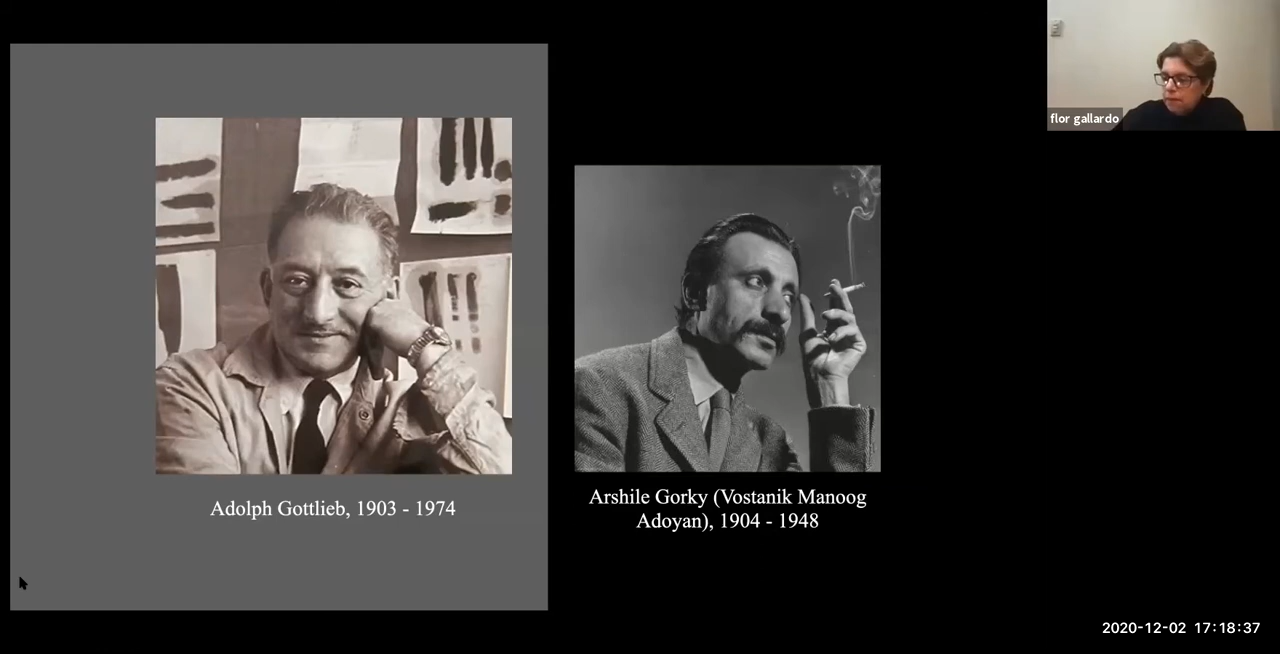 flor gallardo
Adolph Gottlieb, 1903 - 1974
Arshile Gorky (Vostanik Manoog
Adoyan), 1904 - 1948
2020-12-02 17:18:37